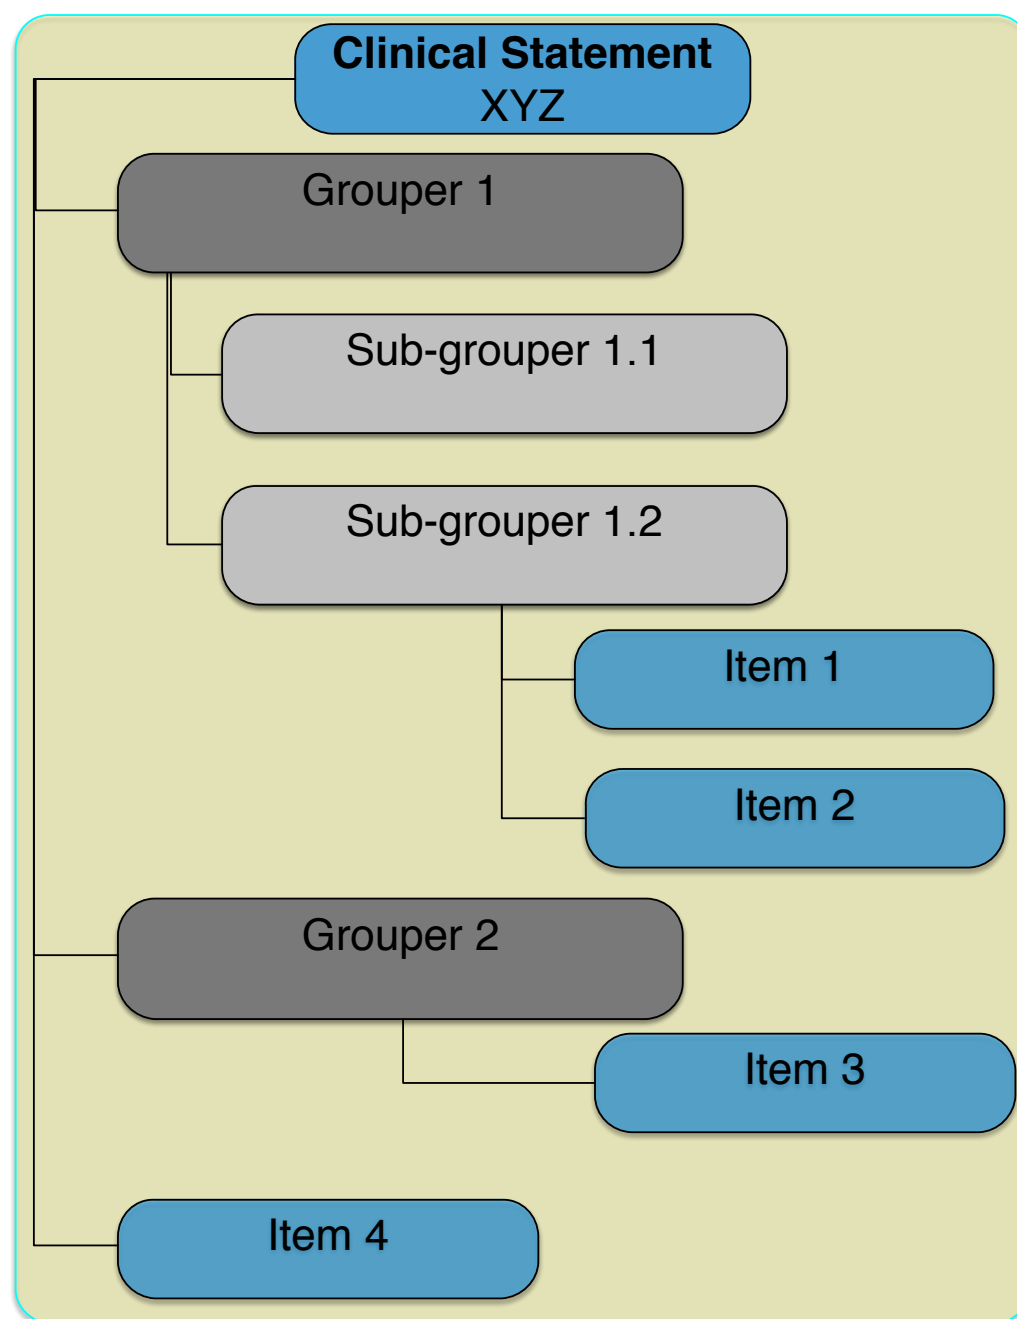 Clinical Statement
XYZ
Grouper 1
Sub-grouper 1.1
Sub-grouper 1.2
Item 1
Item 2
Grouper 2
Item 3
Item 4